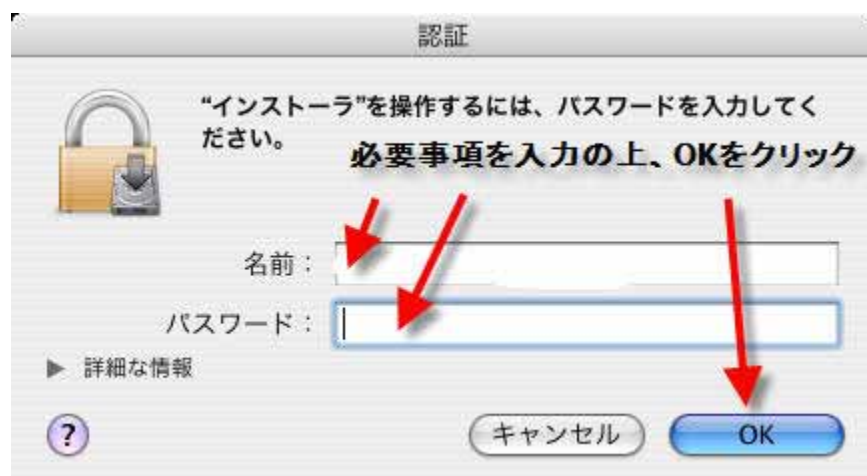 認証
“インストーラ”を操作するには、パスワードを入力してく
ださい。
必要事項を入力の上、OKをクリック
名前：
パスワード：
▶ 詳細な情報
?
キャンセル
OK